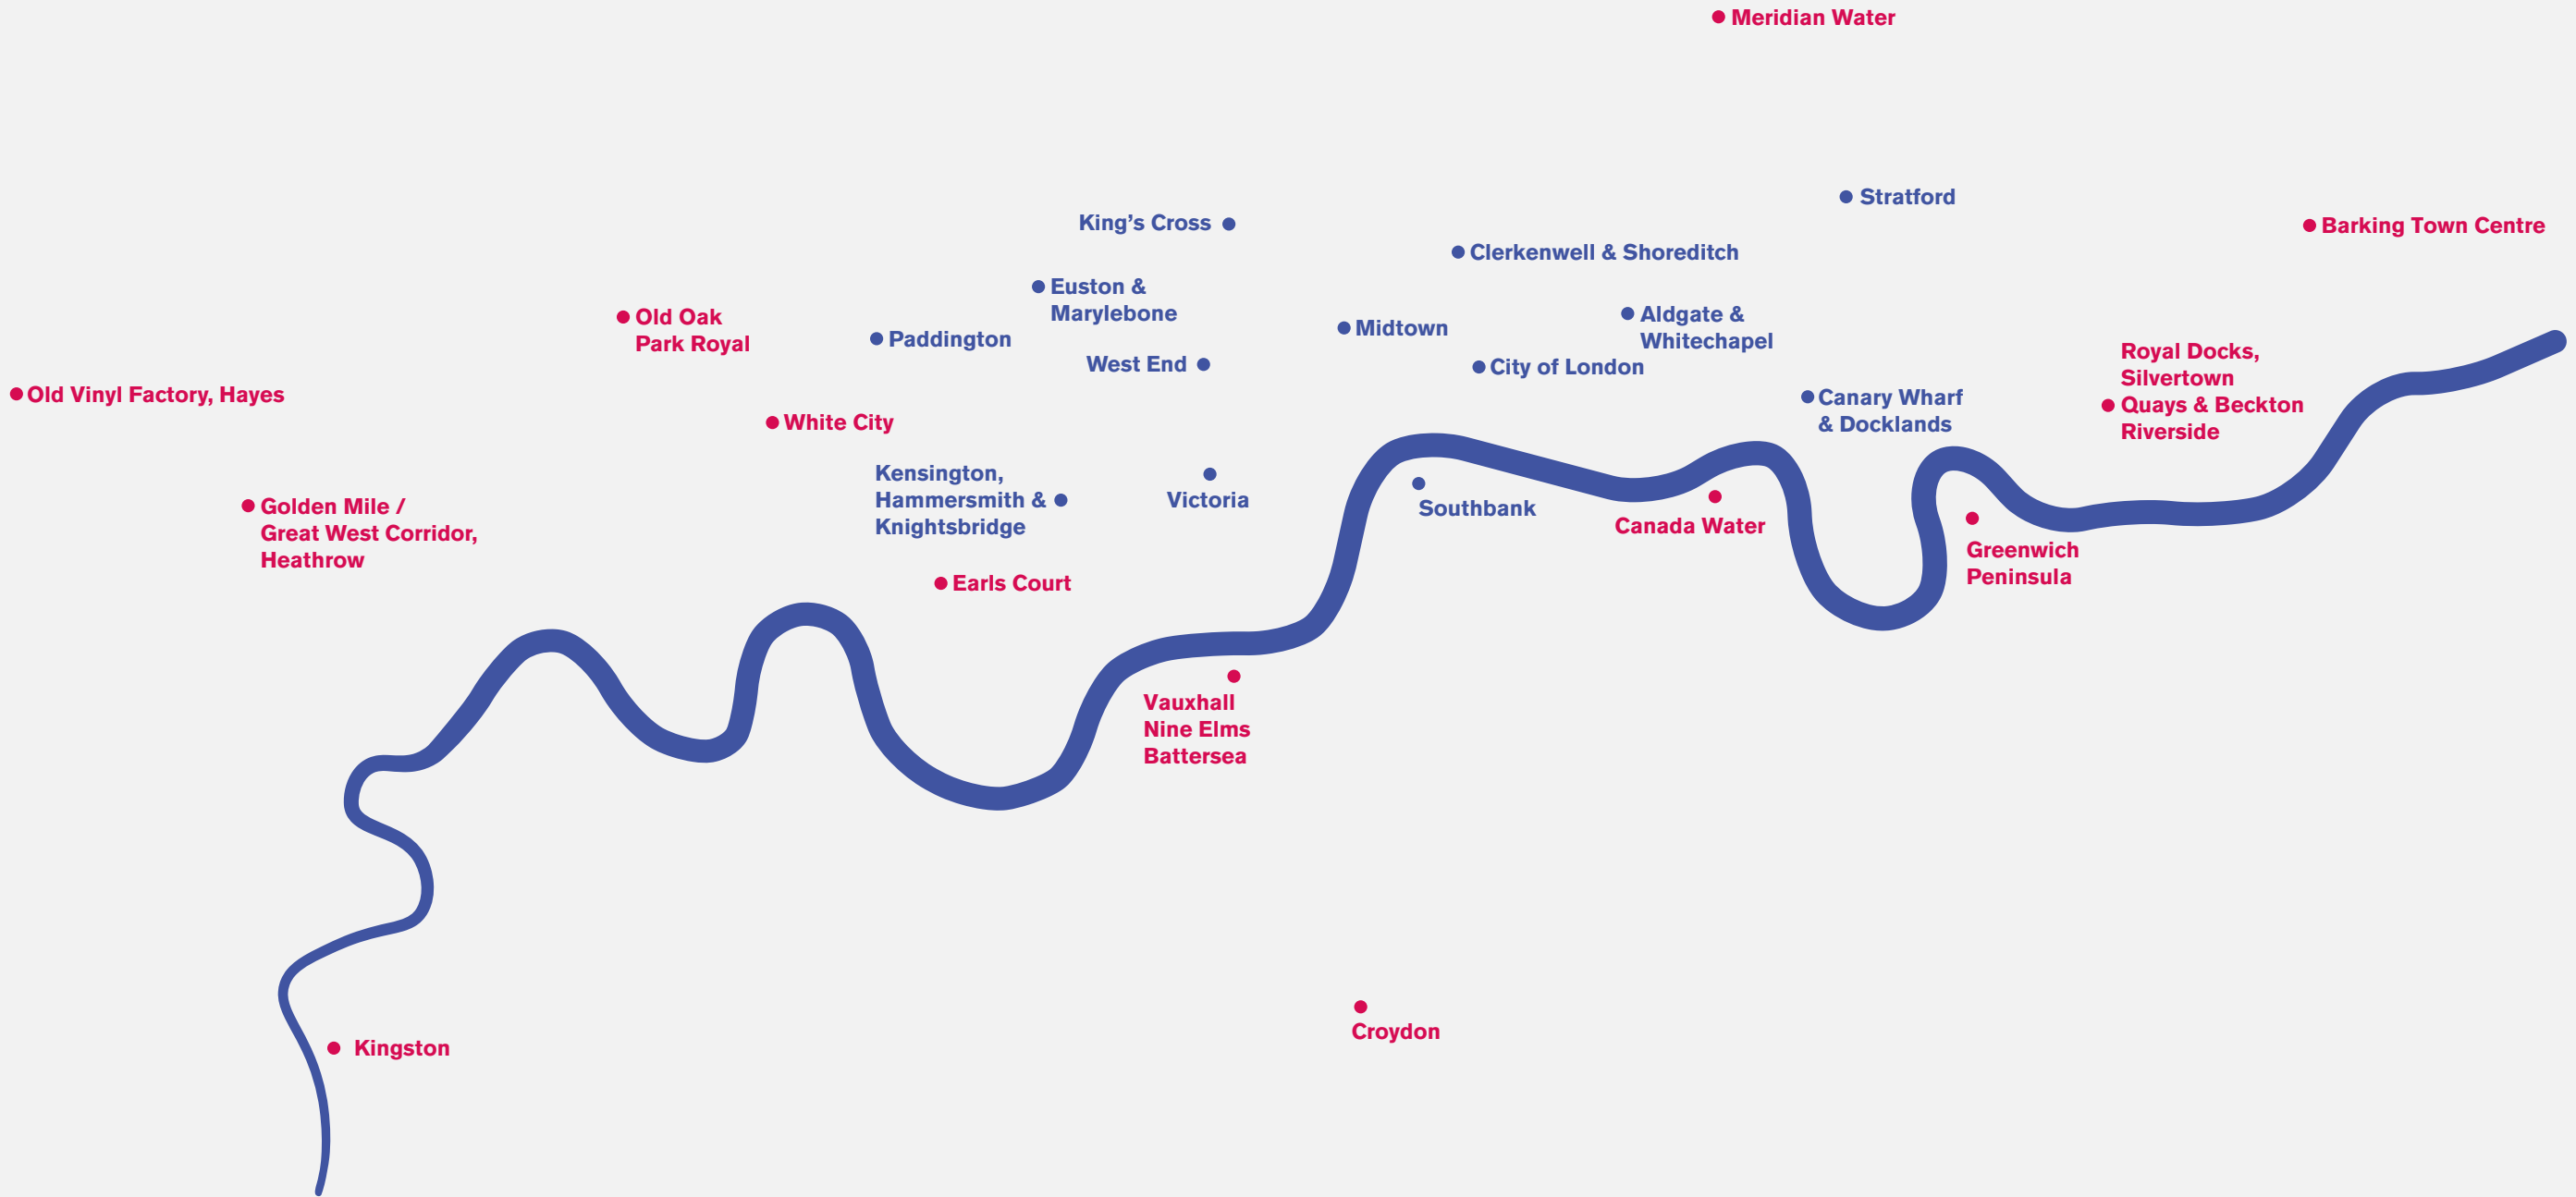 Meridian Water
Stratford
King’s Cross
Barking Town Centre
Clerkenwell & Shoreditch
Euston &
Marylebone
Old Oak
Park Royal
Paddington
Midtown
Aldgate &
Whitechapel
West End
City of London
Royal Docks,
Silvertown
Quays & Beckton
Riverside
Old Vinyl Factory, Hayes
White City
Canary Wharf
& Docklands
Kensington,
Hammersmith &
Knightsbridge
Victoria
Southbank
Canada Water
Golden Mile /
Great West Corridor,
Heathrow
Greenwich
Peninsula
Earls Court
Vauxhall
Nine Elms
Battersea
Croydon
Kingston